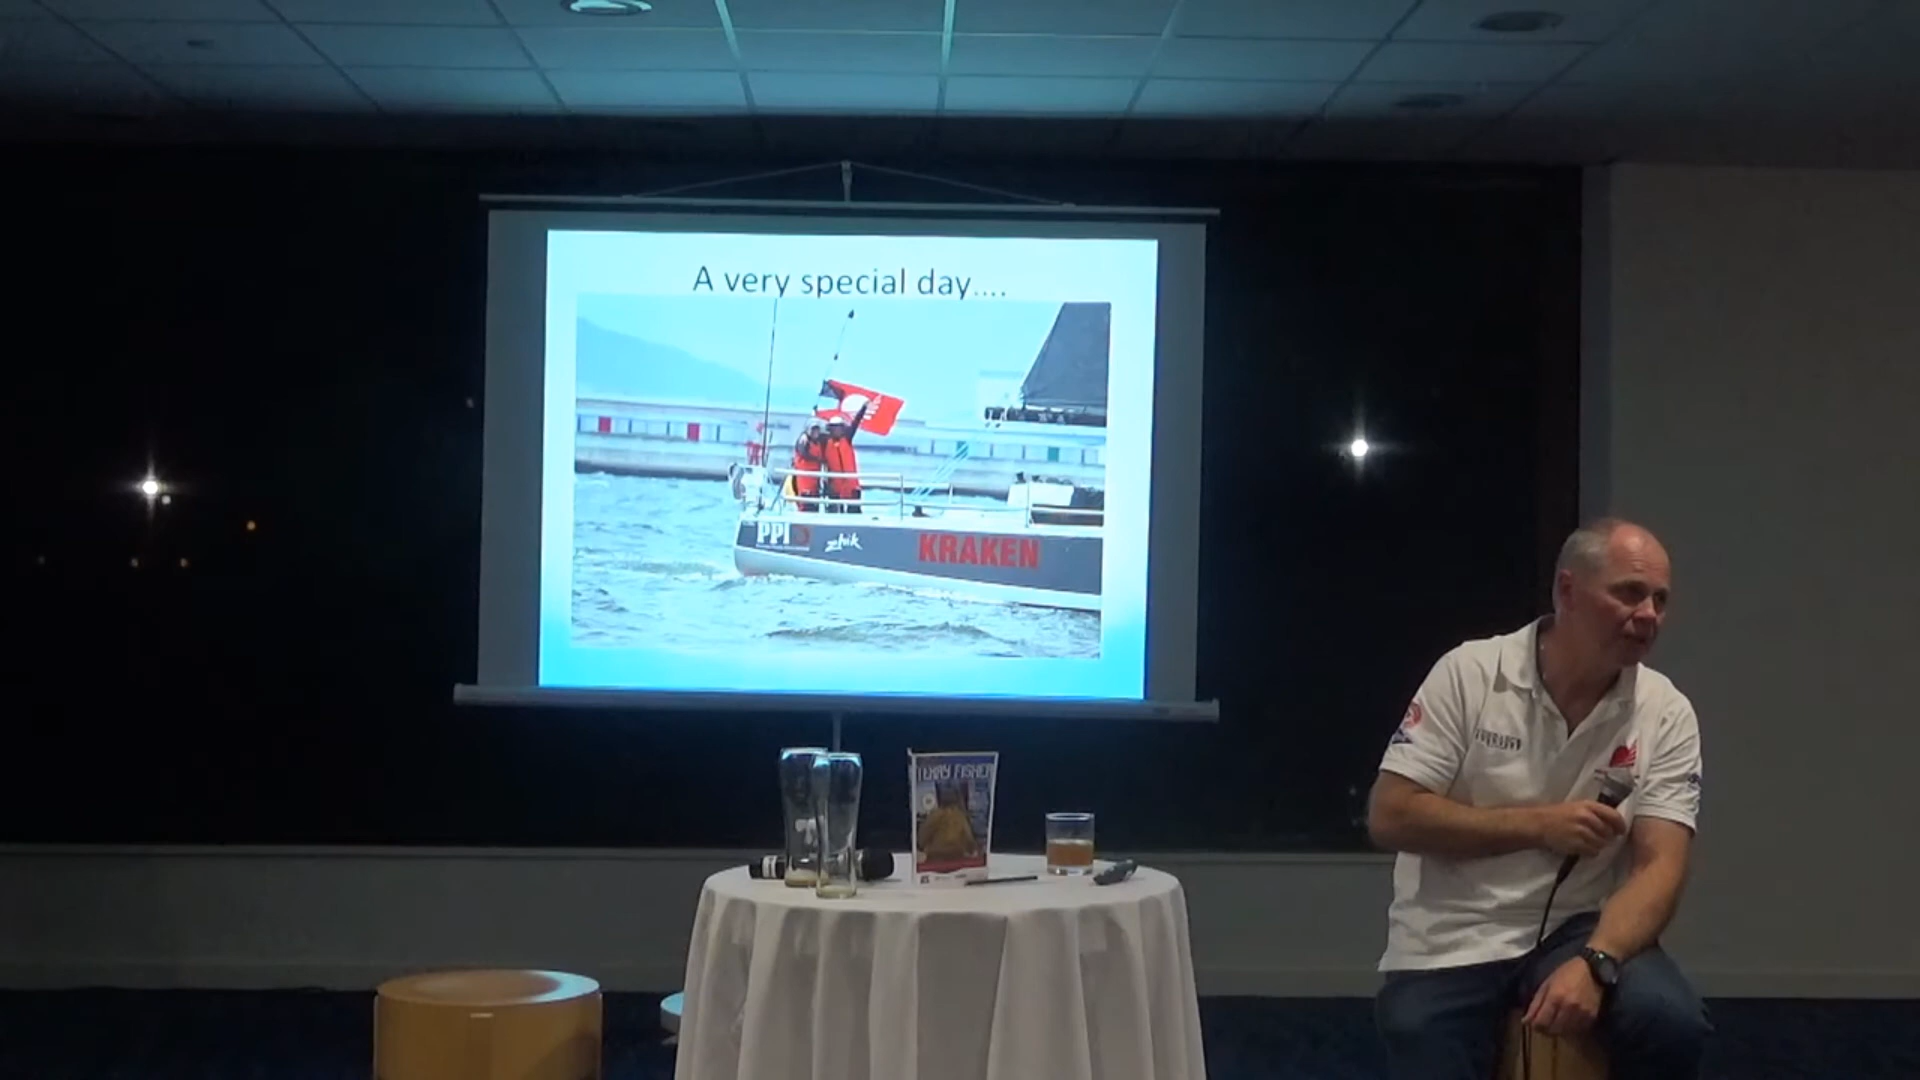 A very special day....
PPI
zhik
KRAKEN
TERRY FISHER